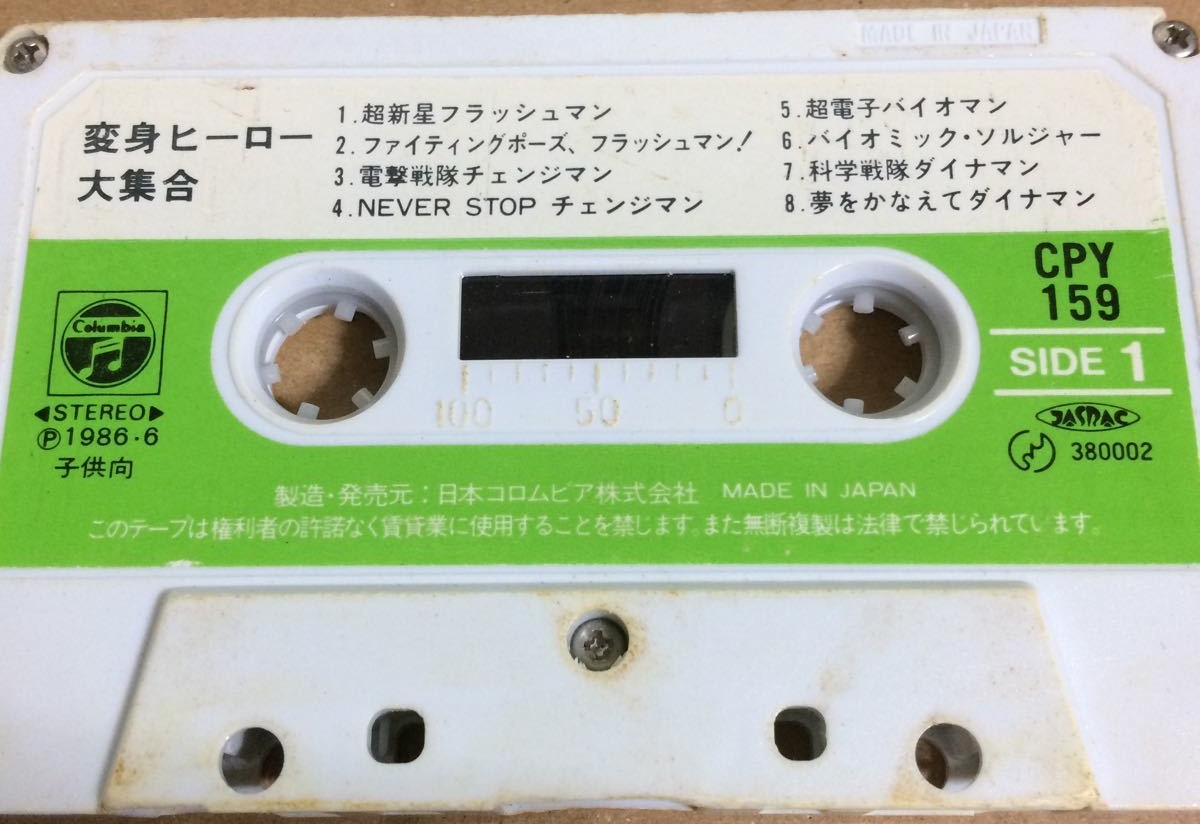 MADE IN JAPAN
変身ヒーロー
大集合
1.超新星フラッシュマン
2.ファイティングポーズ、フラッシュマン!
3.電撃戦隊チェンジマン
4.NEVER STOP チェンジマン
5.超電子バイオマン
6.バイオミック・ソルジャー
7.科学戦隊ダイナマン
8.夢をかなえてダイナマン
Columbia
◀STEREO▶
Ⓟ1986・6
子供向
100 50 0
CPY
159
SIDE 1
JASRAC
380002
製造・発売元:日本コロムビア株式会社 MADE IN JAPAN
このテープは権利者の許諾なく賃貸業に使用することを禁じます。また無断複製は法律で禁じられています。